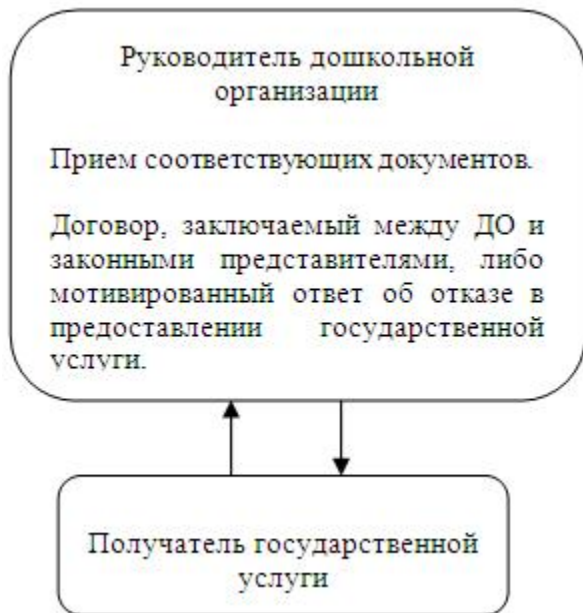 Руководитель дошкольной
организации
Прием соответствующих документов.
Договор, заключаемый между ДО и
законными представителями, либо
мотивированный ответ об отказе в
предоставлении государственной
услуги.
Получатель государственной
услуги